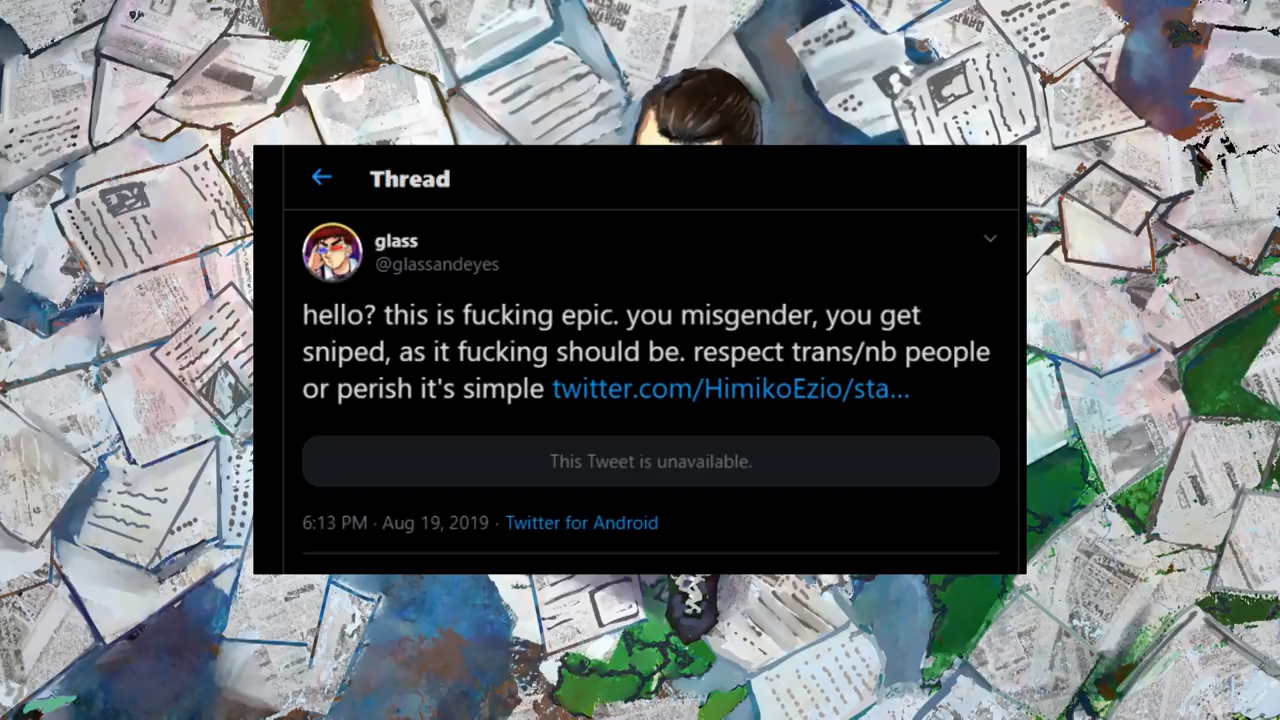 Thread
glass
@glassandeyes
hello? this is fucking epic. you misgender, you get
sniped, as it fucking should be. respect trans/nb people
or perish it's simple twitter.com/HimikoEzio/sta...
This Tweet is unavailable.
6:13 PM · Aug 19, 2019 · Twitter for Android